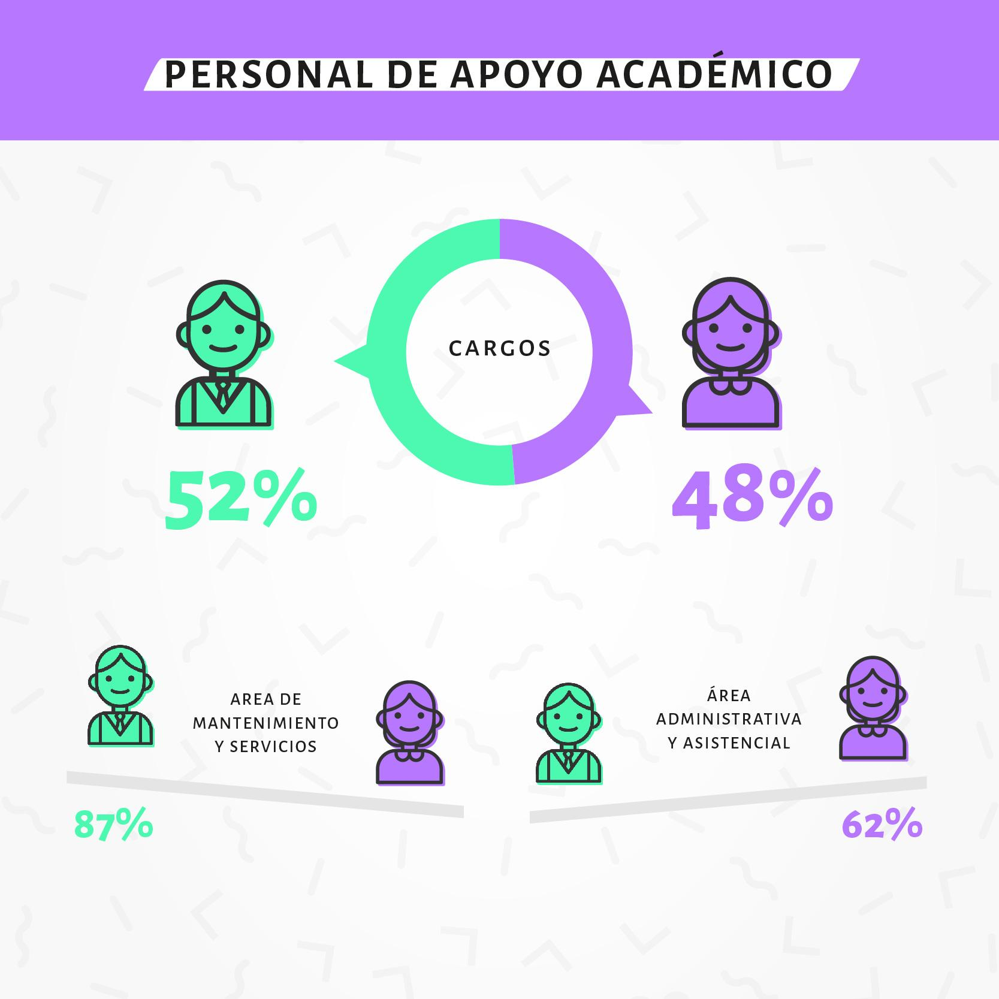 PERSONAL DE APOYO ACADÉMICO
CARGOS
52%
48%
AREA DE
MANTENIMIENTO
Y SERVICIOS
87%
ÁREA
ADMINISTRATIVA
Y ASISTENCIAL
62%